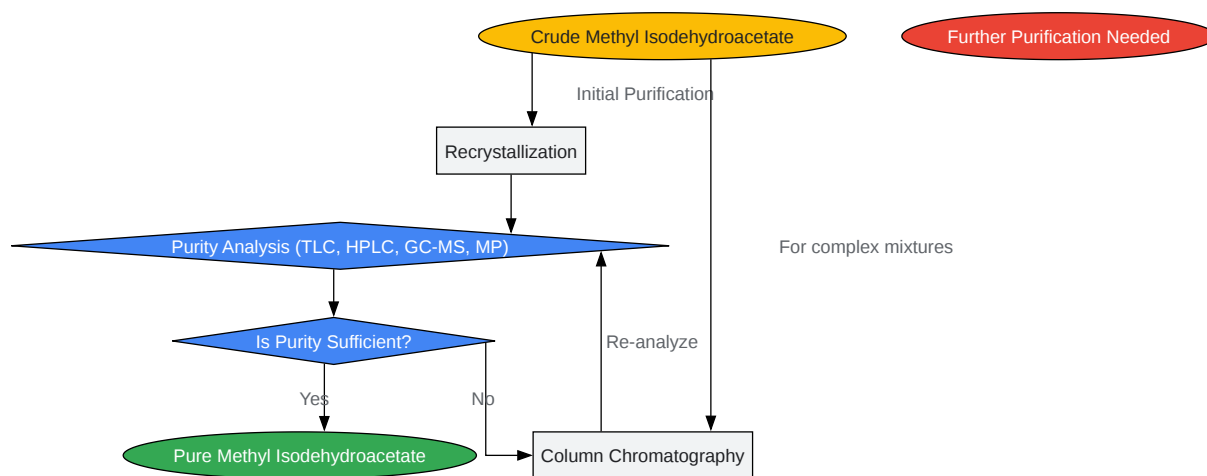 Crude Methyl Isodehydroacetate
Further Purification Needed
Initial Purification
Recrystallization
Purity Analysis (TLC, HPLC, GC-MS, MP)
For complex mixtures
Is Purity Sufficient?
Re-analyze
Yes
No
Pure Methyl Isodehydroacetate
Column Chromatography